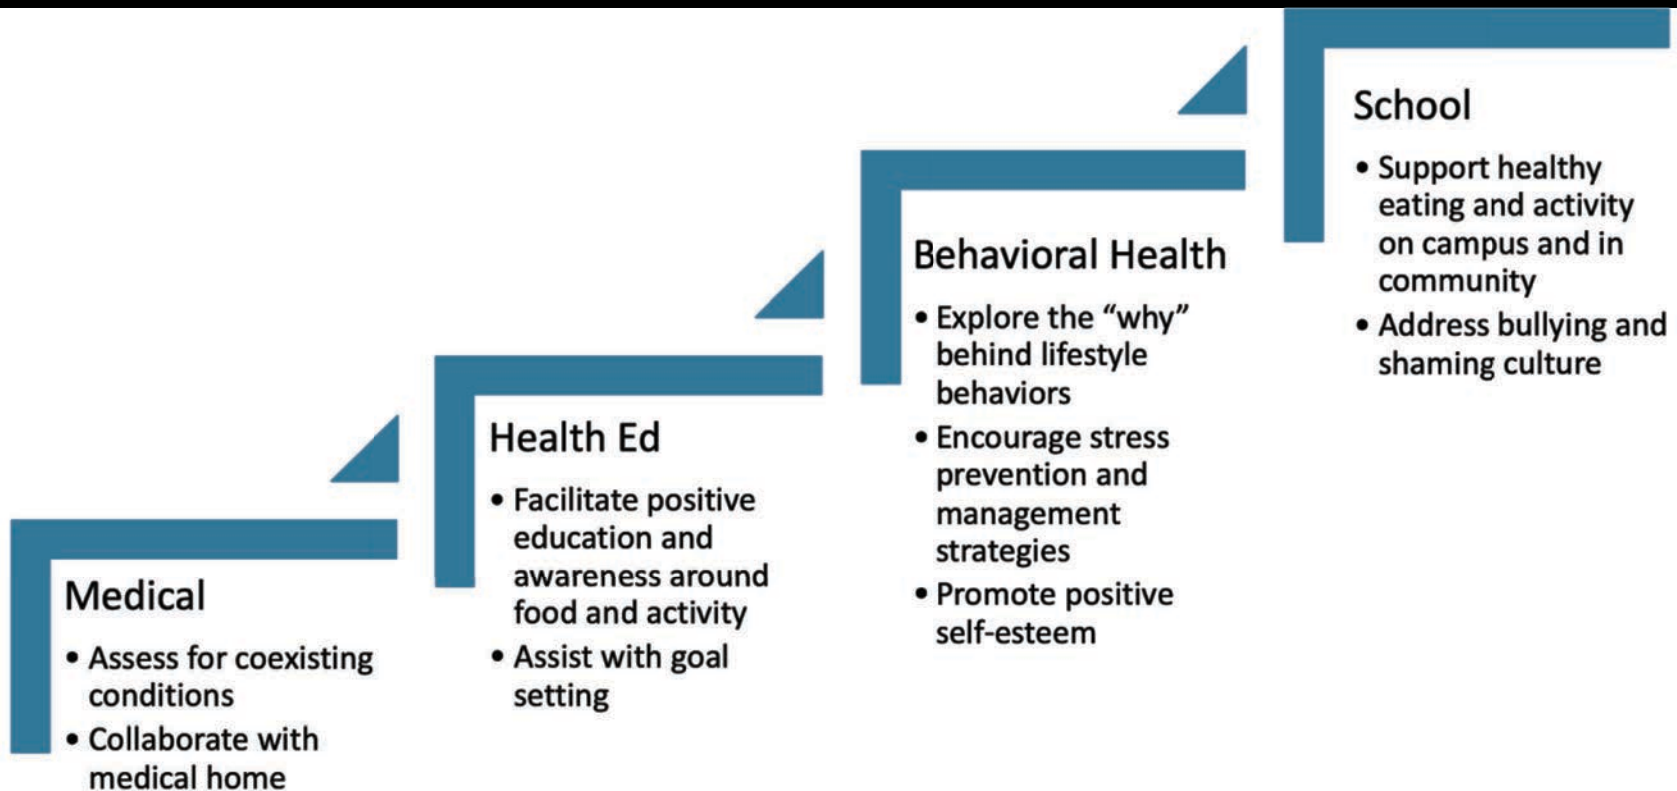 Medical
• Assess for coexisting
conditions
• Collaborate with
medical home
Health Ed
• Facilitate positive
education and
awareness around
food and activity
• Assist with goal
setting
Behavioral Health
• Explore the “why”
behind lifestyle
behaviors
• Encourage stress
prevention and
management
strategies
• Promote positive
self-esteem
School
• Support healthy
eating and activity
on campus and in
community
• Address bullying and
shaming culture